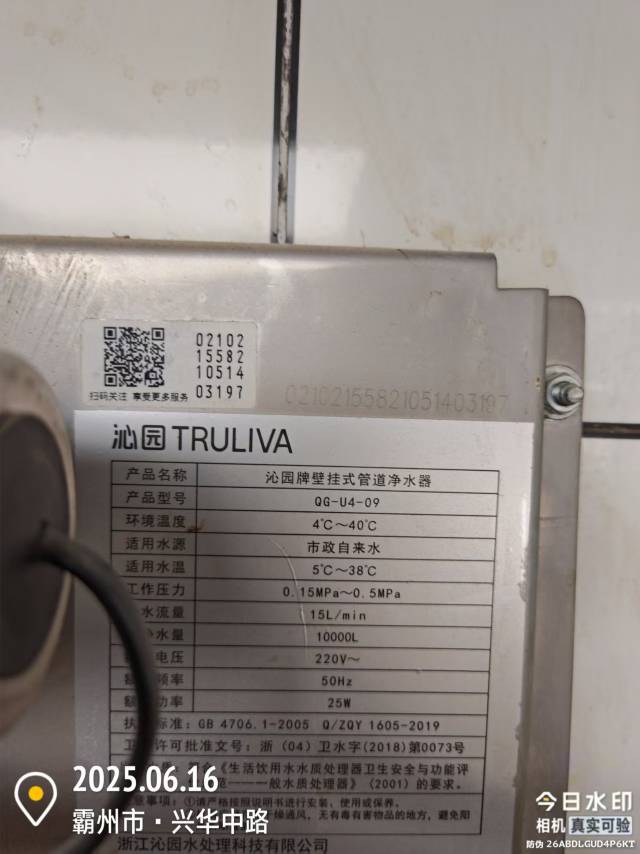 02102
15582
10514
03197
扫码关注 享受更多服务
02102155821051403197
沁园 TRULIVA
产品名称 沁园牌壁挂式管道净水器
产品型号 QG-U4-09
环境温度 4℃~40℃
适用水源 市政自来水
适用水温 5℃~38℃
工作压力 0.15MPa~0.5MPa
水流量 15L/min
水量 10000L
电压 220V~
额 频率 50Hz
额 功率 25W
执 标准: GB 4706.1-2005 Q/ZQY 1605-2019
卫 许可批准文号: 浙(04)卫水字(2018)第0073号
《生活饮用水水质处理器卫生安全与功能评
——一般水质处理器》(2001)的要求。
意事项: ①请严格按照说明书进行安装、使用或保养。
通风, 无有毒有害物品的地方, 避免阳
浙江沁园水处理科技有限公司
2025.06.16
霸州市·兴华中路
今日水印
相机 真实可验
防伪 26ABDLGUD4P6KT